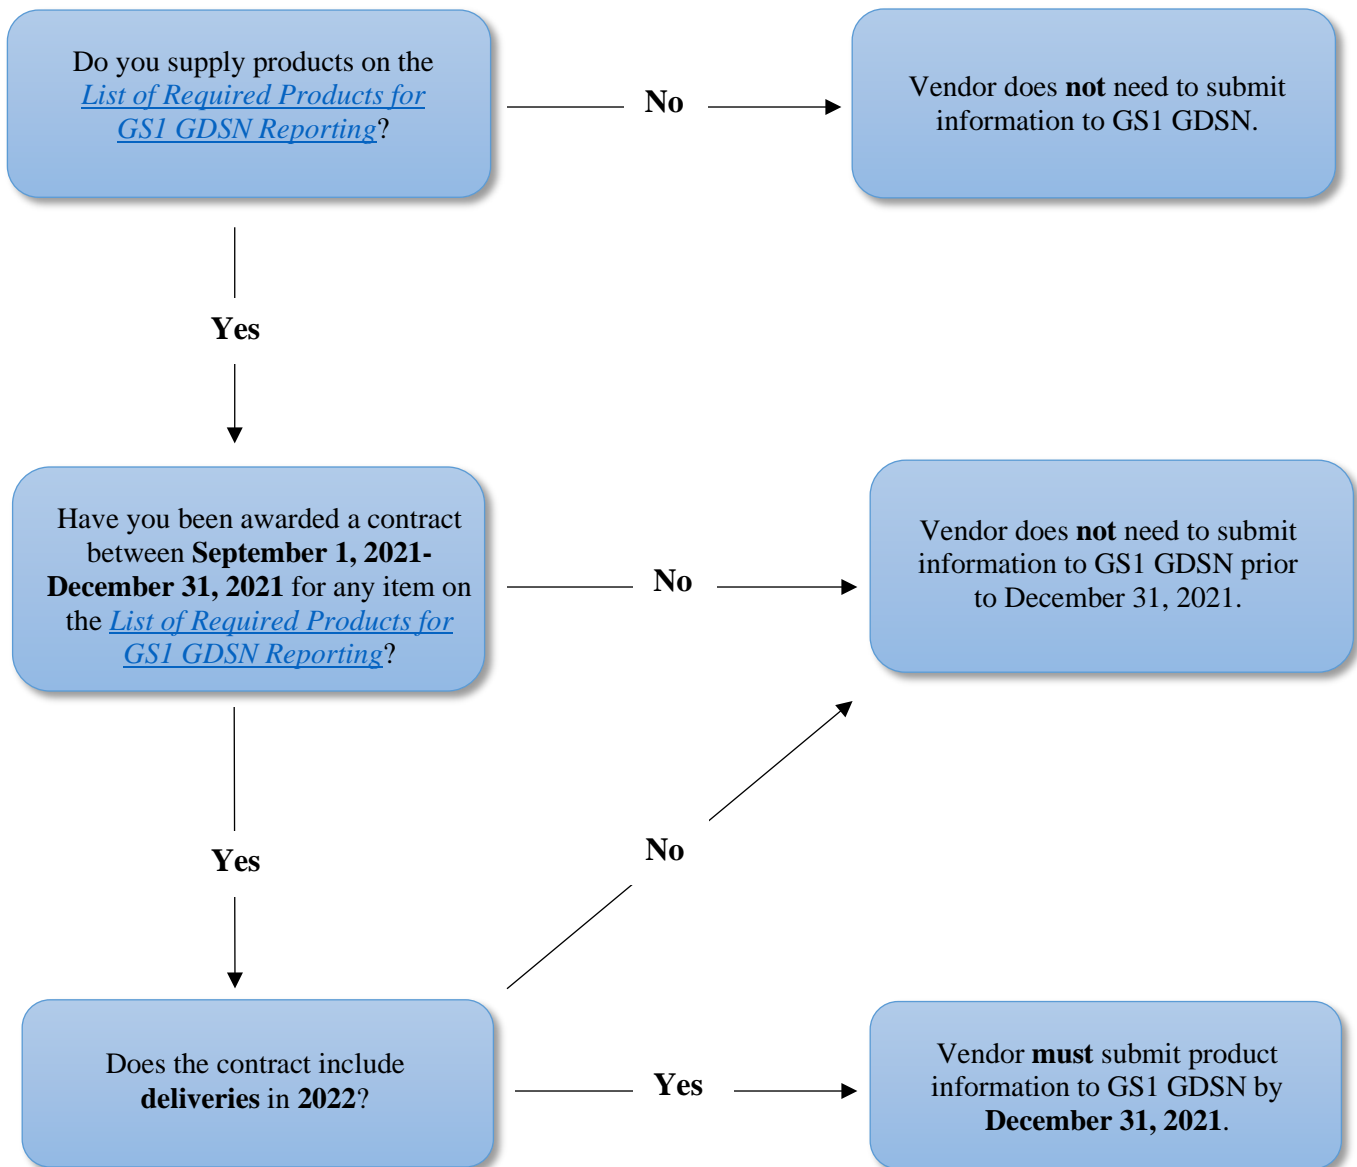 Do you supply products on the
List of Required Products for
GS1 GDSN Reporting?
No
Vendor does not need to submit
information to GS1 GDSN.
Yes
Have you been awarded a contract
between September 1, 2021-
December 31, 2021 for any item on
the List of Required Products for
GS1 GDSN Reporting?
No
Vendor does not need to submit
information to GS1 GDSN prior
to December 31, 2021.
Yes
No
Does the contract include
deliveries in 2022?
Yes
Vendor must submit product
information to GS1 GDSN by
December 31, 2021.